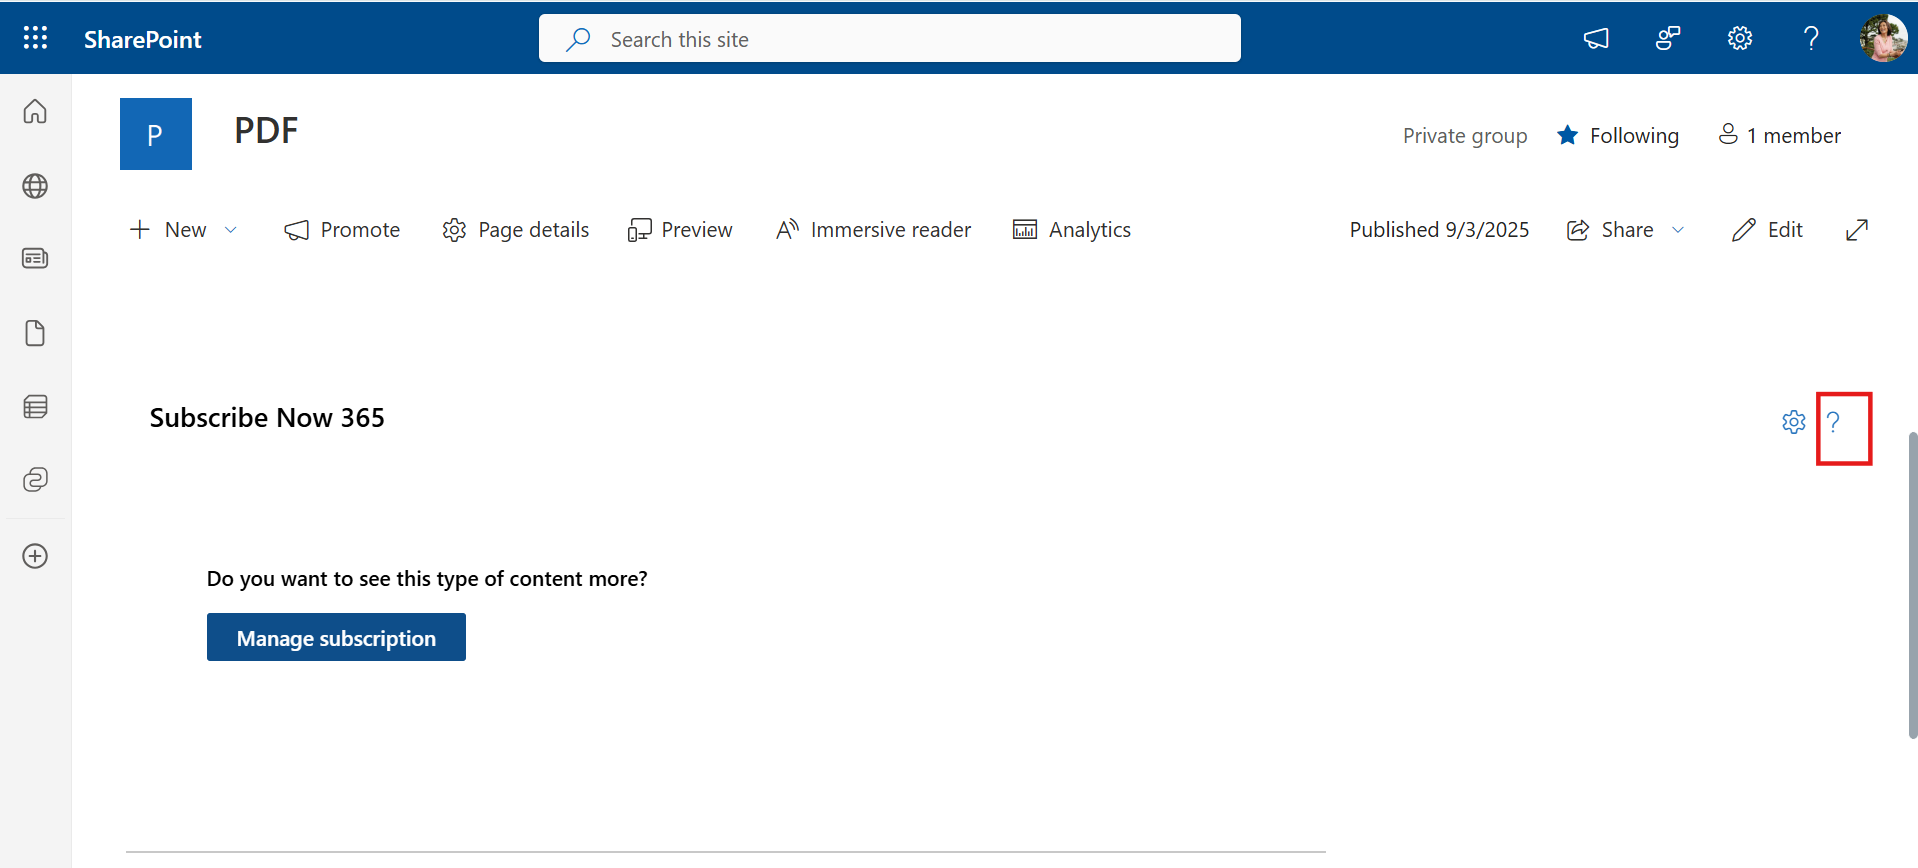 SharePoint
Search this site
?
P
PDF
Private group
Following
1 member
New
Promote
Page details
Preview
Immersive reader
Analytics
Published 9/3/2025
Share
Edit
Subscribe Now 365
?
Do you want to see this type of content more?
Manage subscription